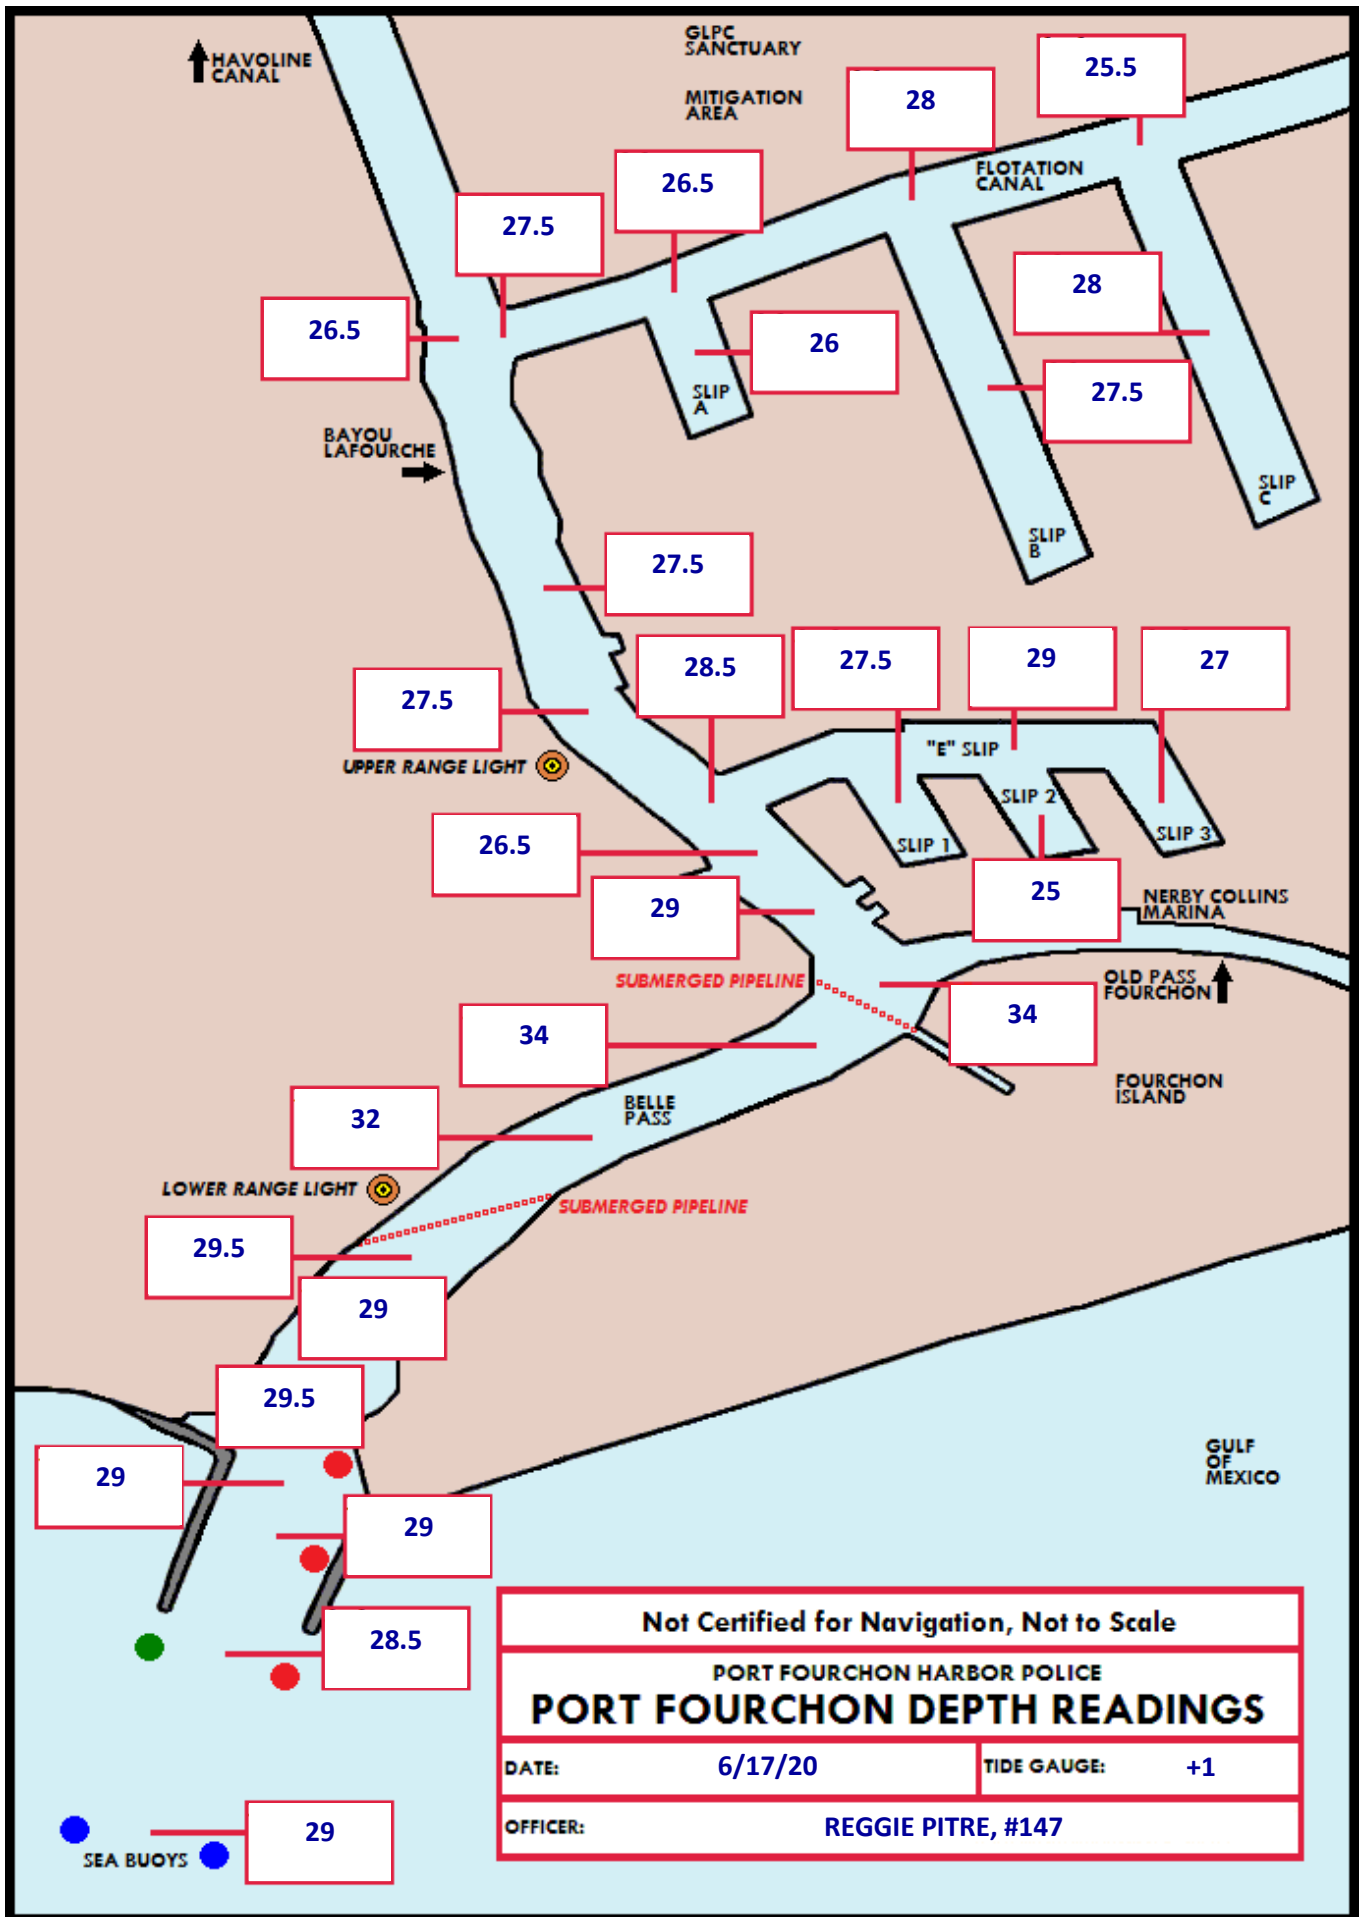 GLPC
SANCTUARY
HAVOLINE
CANAL
25.5
28
MITIGATION
AREA
FLOTATION
CANAL
26.5
27.5
28
26.5
26
27.5
SLIP
A
BAYOU
LAFOURCHE
SLIP
C
SLIP
B
27.5
28.5
27.5
29
27
27.5
"E" SLIP
UPPER RANGE LIGHT
SLIP 2
SLIP 1
SLIP 3
26.5
25
29
NERBY COLLINS
MARINA
SUBMERGED PIPELINE
OLD PASS
FOURCHON
34
34
FOURCHON
ISLAND
BELLE
PASS
32
LOWER RANGE LIGHT
SUBMERGED PIPELINE
29.5
29
29.5
GULF
OF
MEXICO
29
29
28.5
Not Certified for Navigation, Not to Scale
PORT FOURCHON HARBOR POLICE
PORT FOURCHON DEPTH READINGS
DATE: 6/17/20 TIDE GAUGE: +1
OFFICER: REGGIE PITRE, #147
29
SEA BUOYS